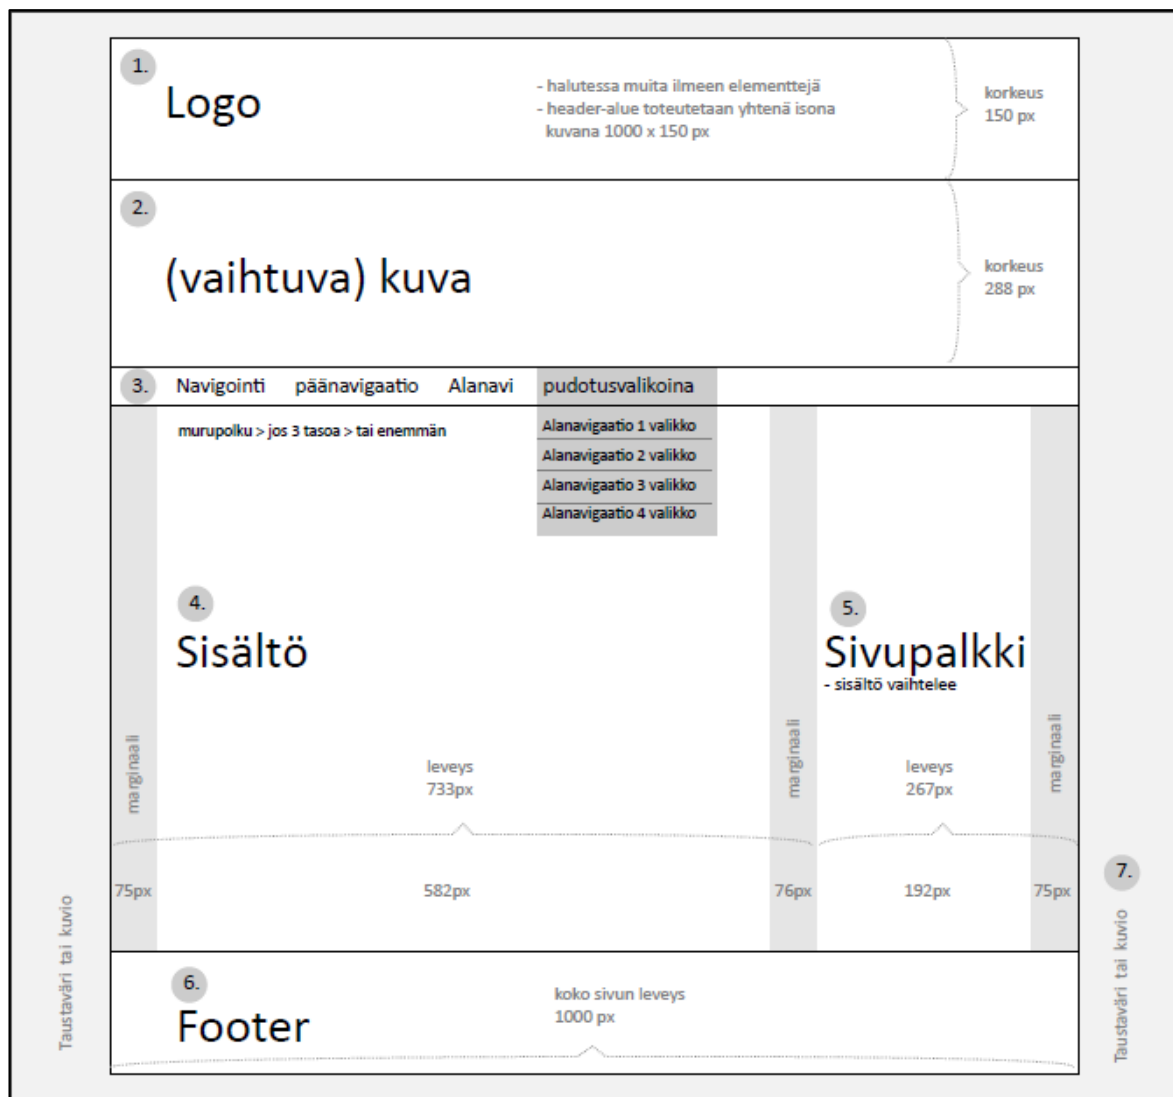 1.
Logo
- halutessa muita ilmeen elementtejä
- header-alue toteutetaan yhtenä isona
kuvana 1000 x 150 px
korkeus
150 px
2.
(vaihtuva) kuva
korkeus
288 px
3.
Navigointi päänavigaatio Alanavi pudotusvalikoina
murupolku > jos 3 tasoa > tai enemmän
Alanavigaatio 1 valikko
Alanavigaatio 2 valikko
Alanavigaatio 3 valikko
Alanavigaatio 4 valikko
4.
Sisältö
5.
Sivupalkki
- sisältö vaihtelee
marginaali
leveys
733px
marginaali
leveys
267px
marginaali
75px
582px
76px
192px
75px
7.
Taustaväri tai kuvio
Taustaväri tai kuvio
6.
Footer
koko sivun leveys
1000 px